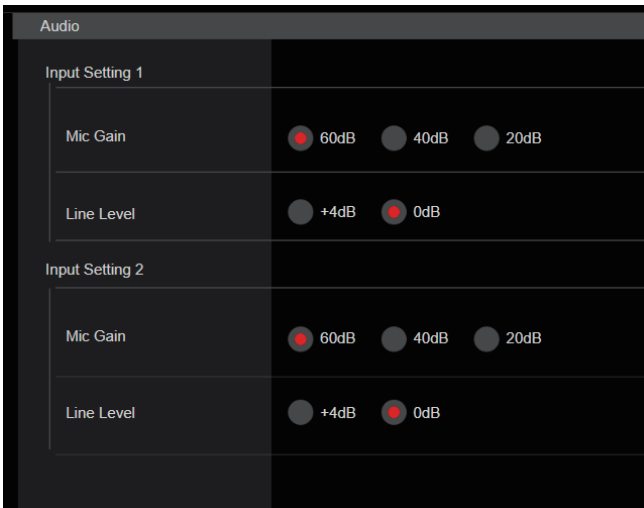 Audio
Input Setting 1
Mic Gain 60dB 40dB 20dB
Line Level +4dB 0dB
Input Setting 2
Mic Gain 60dB 40dB 20dB
Line Level +4dB 0dB